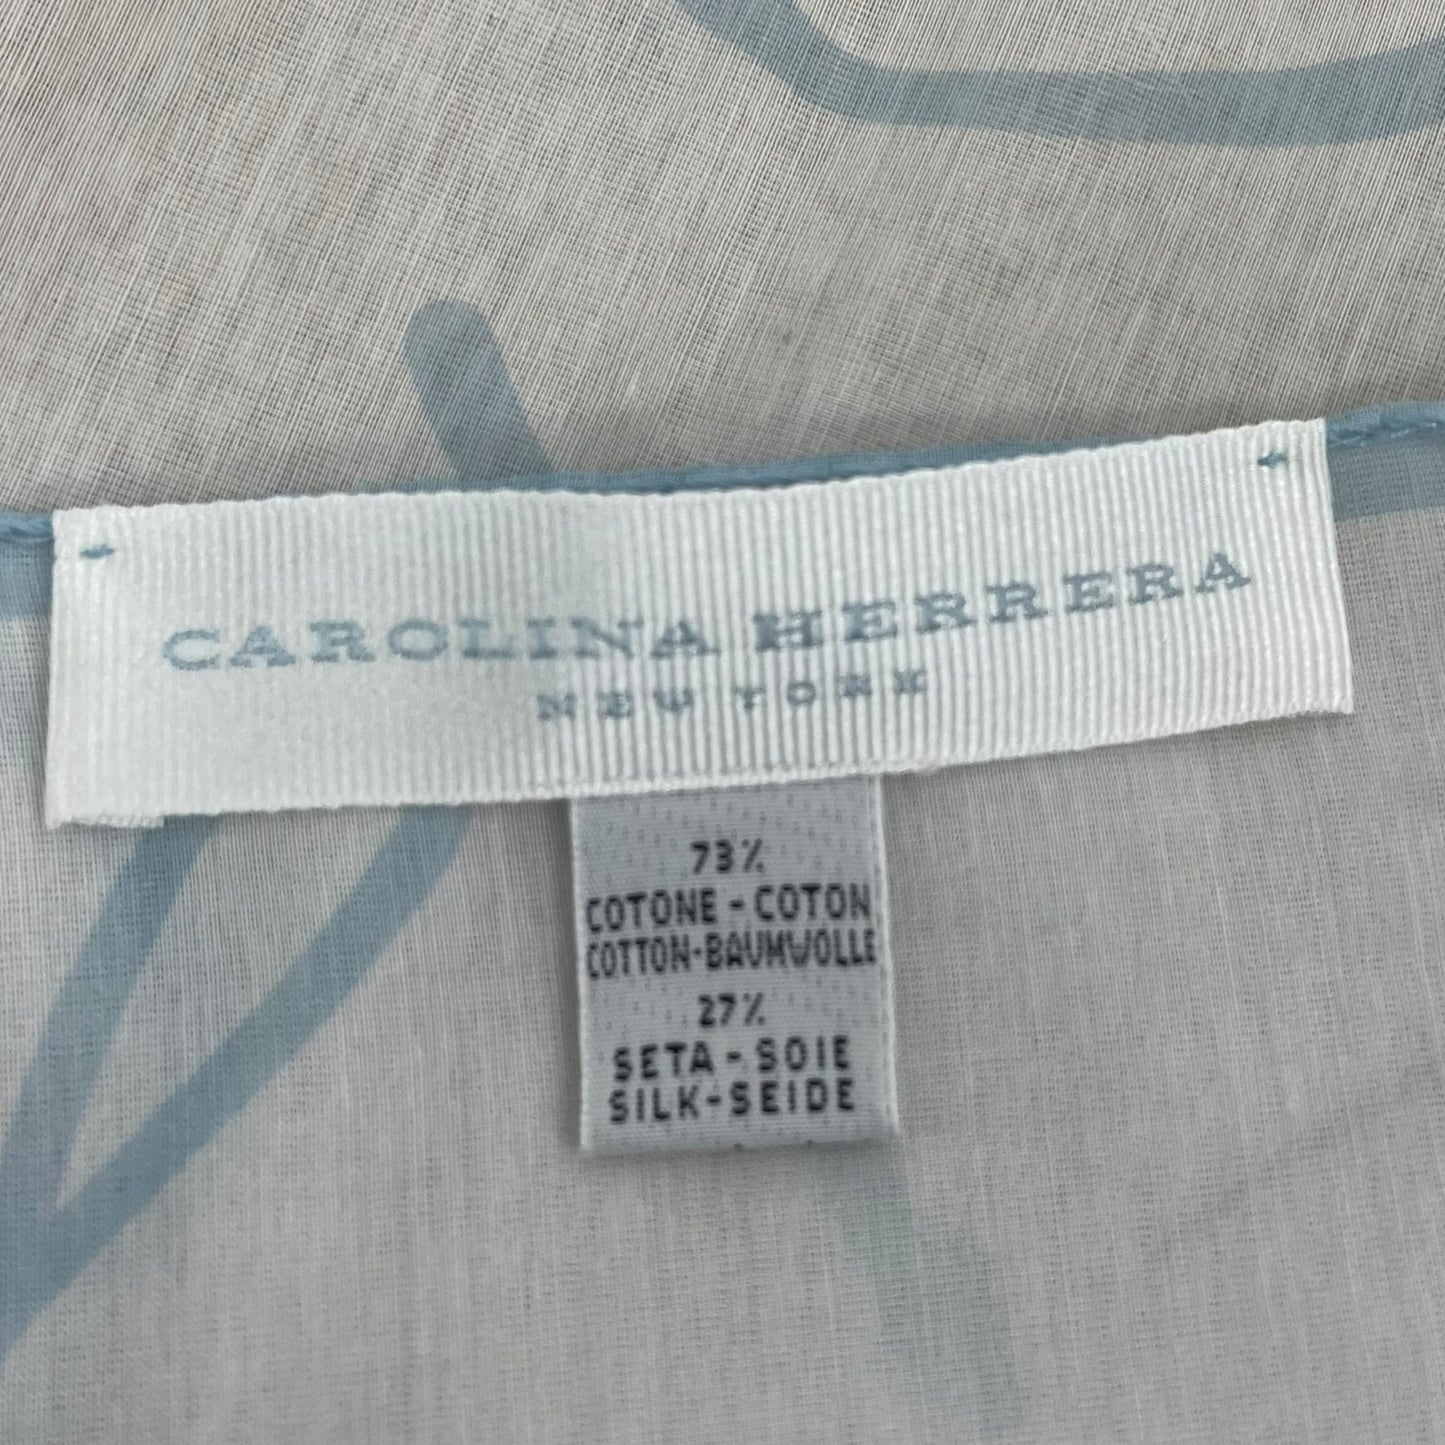 CAROLINA HERRERA
NEW YORK
73%
COTONE - COTON
COTTON-BAUMWOLLE
27%
SETA - SOIE
SILK-SEIDE